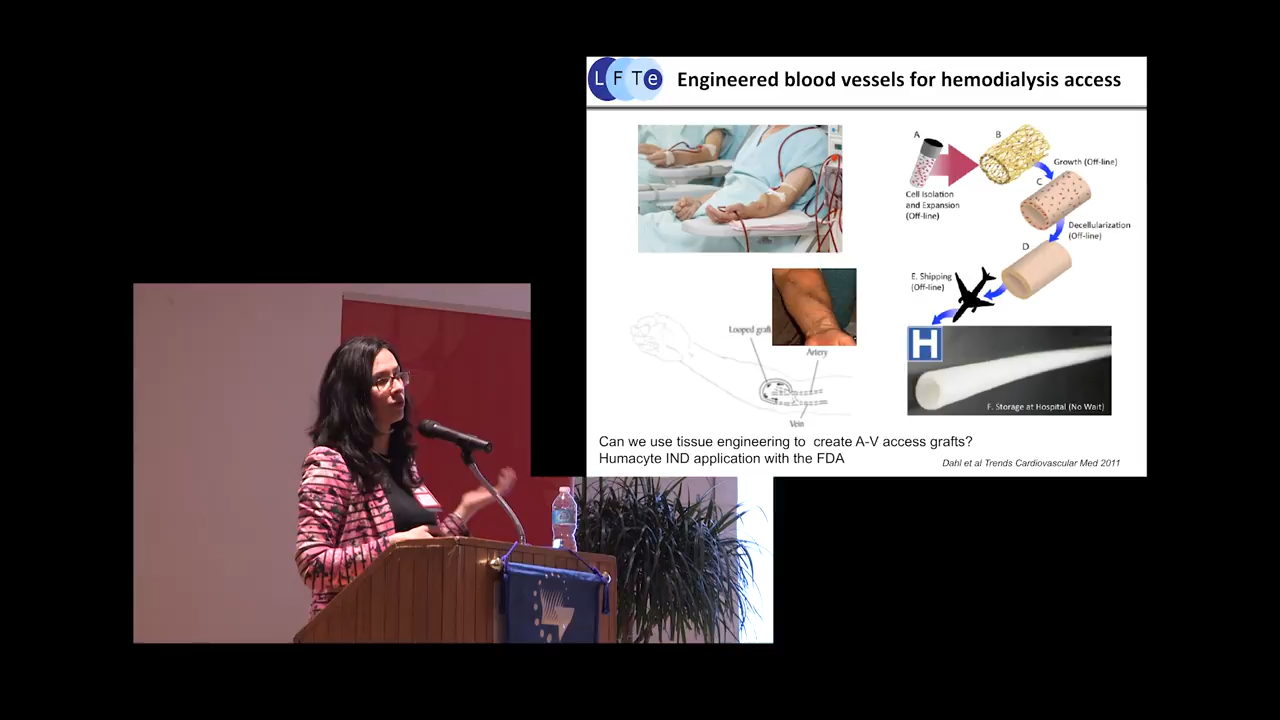 L F T e
Engineered blood vessels for hemodialysis access
A
B
Growth (Off-line)
C
Cell Isolation
and Expansion
(Off-line)
Decellularization
(Off-line)
D
E. Shipping
(Off-line)
H
Looped graft
Artery
Vein
F. Storage at Hospital (No Wait)
Can we use tissue engineering to create A-V access grafts?
Humacyte IND application with the FDA
Dahl et al Trends Cardiovascular Med 2011